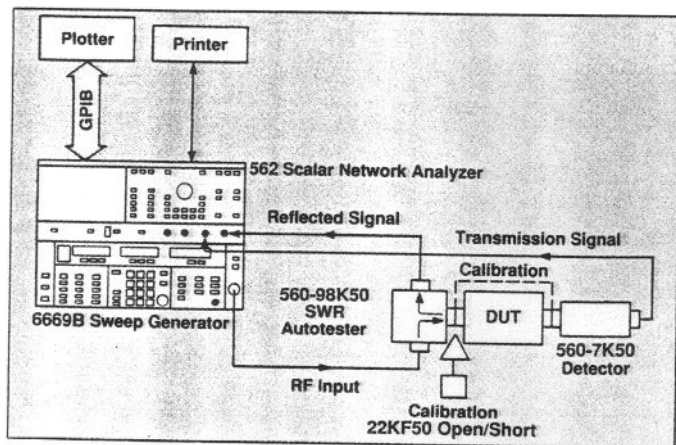 Plotter
Printer
GPIB
562 Scalar Network Analyzer
Reflected Signal
Transmission Signal
Calibration
560-98K50
SWR
Autotester
DUT
6669B Sweep Generator
560-7K50
Detector
RF Input
Calibration
22KF50 Open/Short